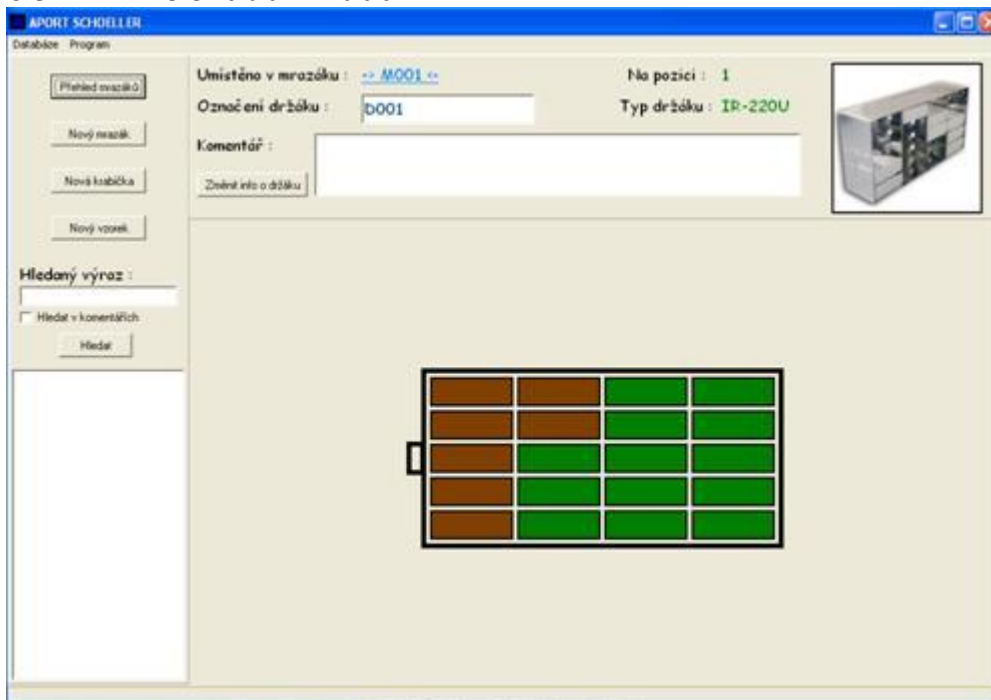 APORT SCHOELLER
Databáze Program
Přehled mrazáků
Nový mrazák
Nová krabička
Nový vzorek
Hledaný výraz :
Hledat v komentářích
Hledat
Umístěno v mrazáku : -> M001 <-
Na pozici : 1
Označení držáku : D001
Typ držáku : IR-220U
Komentář :
Změnit info o držáku